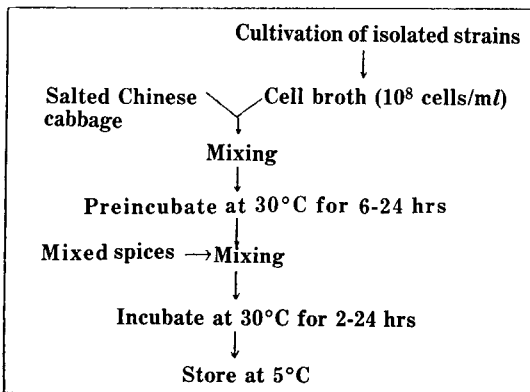 Cultivation of isolated strains
Salted Chinese
cabbage
Cell broth (10⁸ cells/ml)
Mixing
Preincubate at 30°C for 6-24 hrs
Mixed spices → Mixing
Incubate at 30°C for 2-24 hrs
Store at 5°C